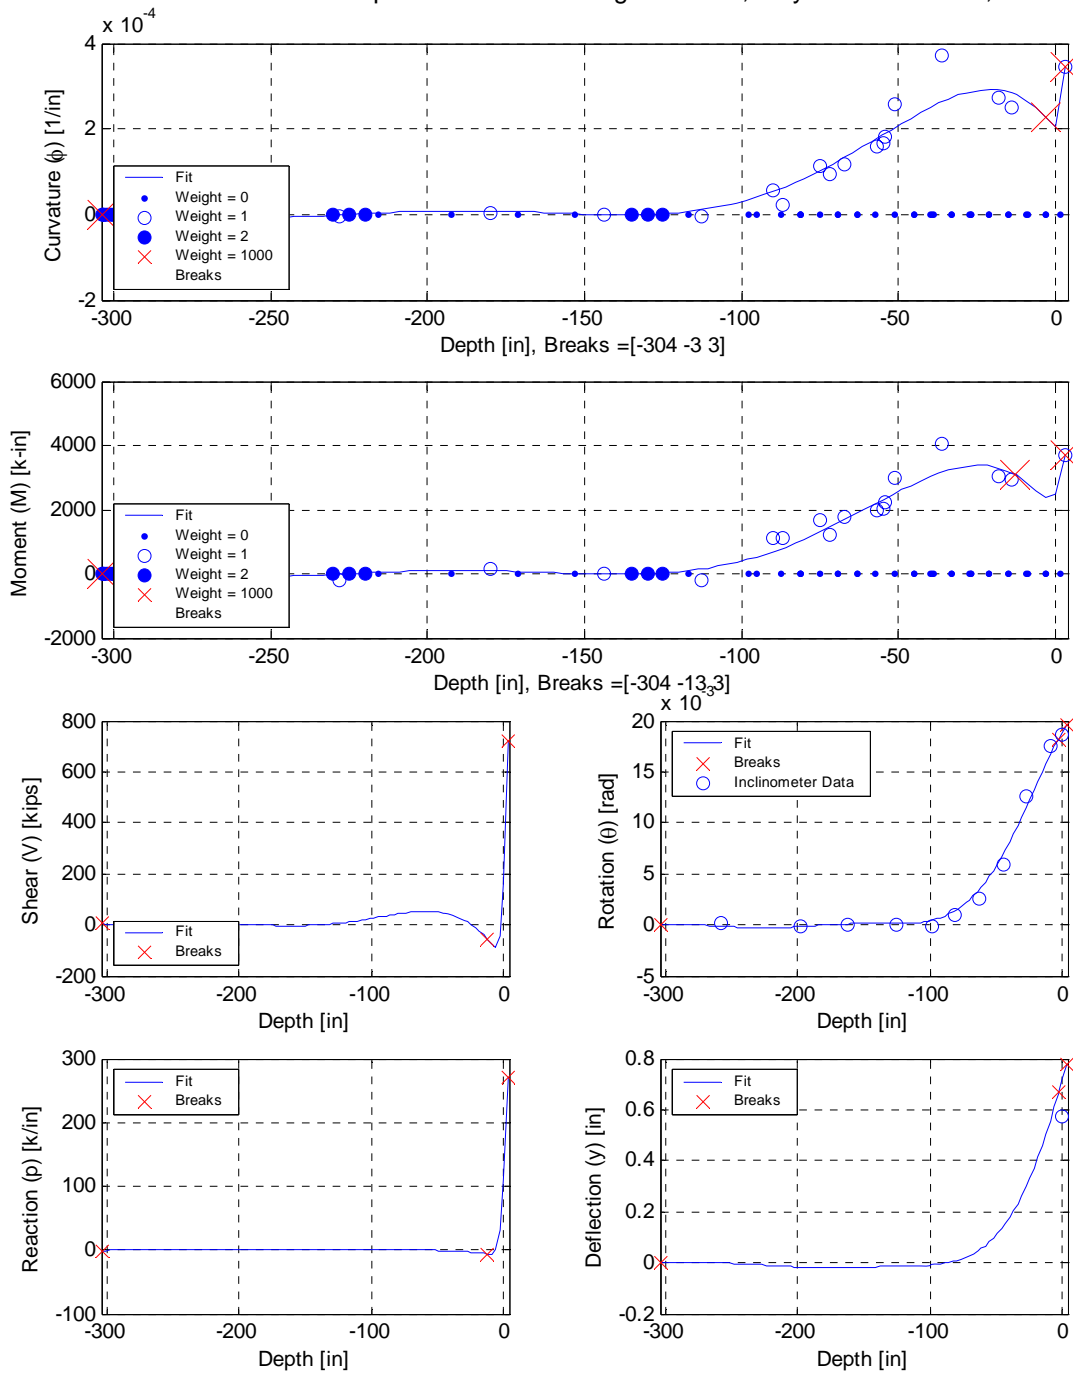 x 10^-4
4
2
0
-2
Curvature (ϕ) [1/in]
Fit
Weight = 0
Weight = 1
Weight = 2
Weight = 1000
Breaks
-300 -250 -200 -150 -100 -50 0
Depth [in], Breaks =[-304 -3 3]
6000
4000
2000
0
-2000
Moment (M) [k-in]
Fit
Weight = 0
Weight = 1
Weight = 2
Weight = 1000
Breaks
-300 -250 -200 -150 -100 -50 0
Depth [in], Breaks =[-304 -13 3]
800
600
400
200
0
-200
Shear (V) [kips]
Fit
Breaks
-300 -200 -100 0
Depth [in]
x 10^-3
20
15
10
5
0
-5
Rotation (θ) [rad]
Fit
Breaks
Inclinometer Data
-300 -200 -100 0
Depth [in]
300
200
100
0
-100
Reaction (p) [k/in]
Fit
Breaks
-300 -200 -100 0
Depth [in]
0.8
0.6
0.4
0.2
0
-0.2
Deflection (y) [in]
Fit
Breaks
-300 -200 -100 0
Depth [in]